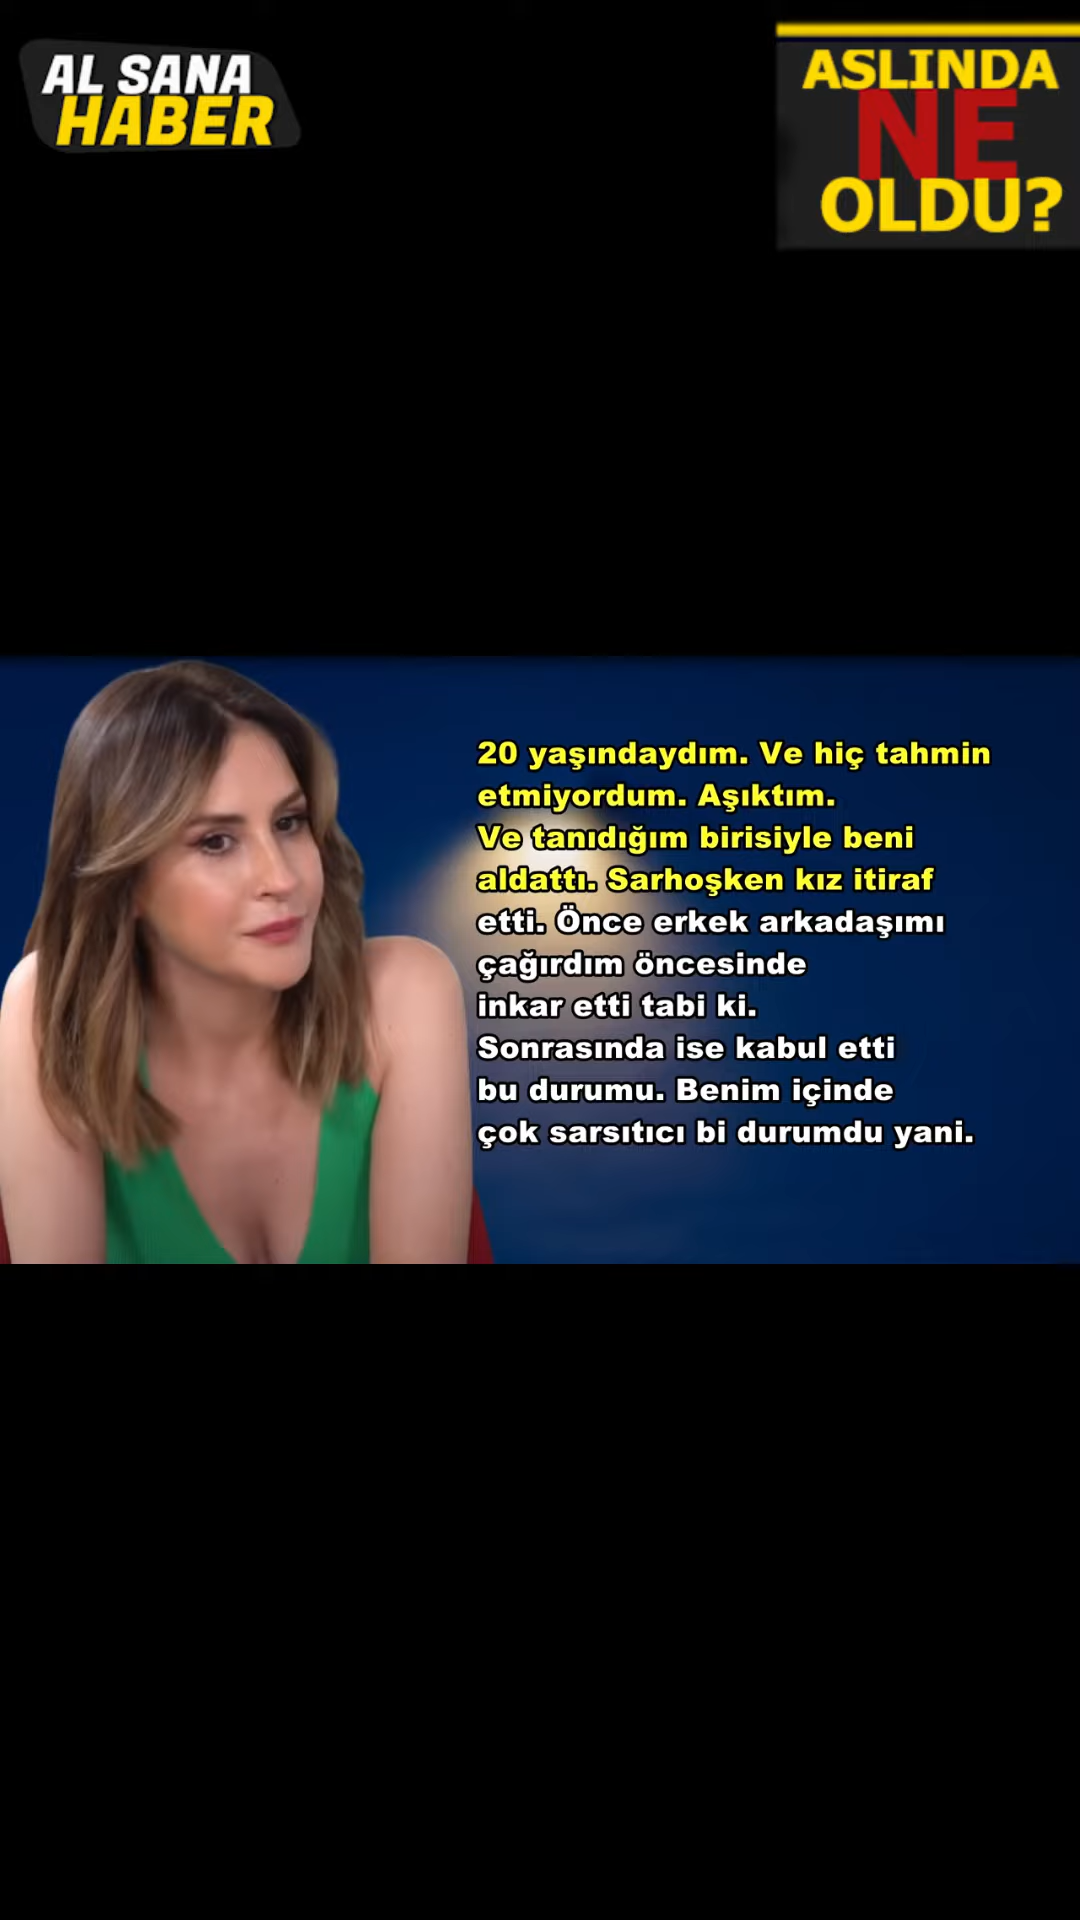 AL SANA
HABER
ASLINDA
NE
OLDU?
20 yaşındaydım. Ve hiç tahmin
etmiyordum. Aşıktım.
Ve tanıdığım birisiyle beni
aldattı. Sarhoşken kız itiraf
etti. Önce erkek arkadaşımı
çağırdım öncesinde
inkar etti tabi ki.
Sonrasında ise kabul etti
bu durumu. Benim içinde
çok sarsıtıcı bi durumdu yani.